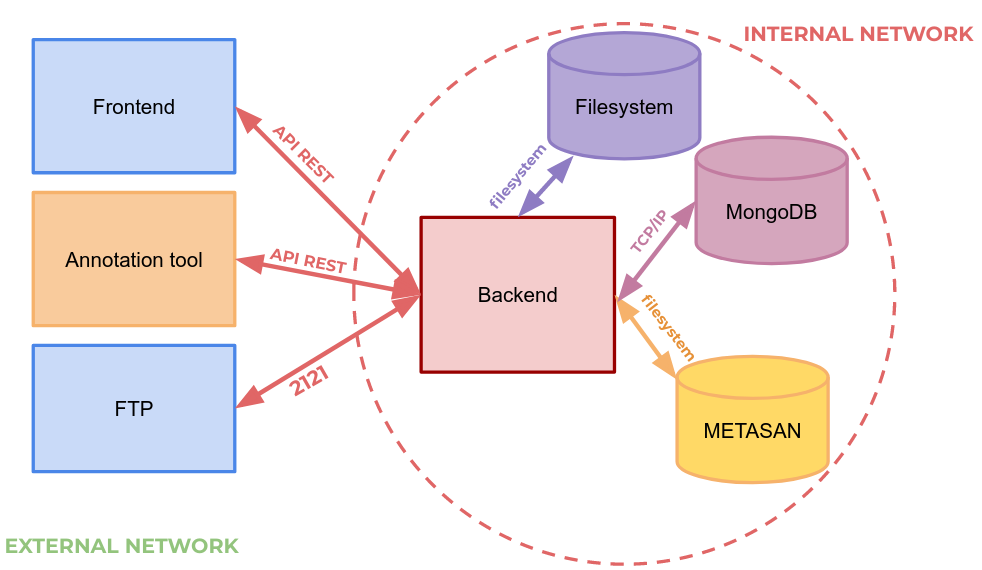 INTERNAL NETWORK
Frontend
API REST
Filesystem
filesystem
Annotation tool
API REST
MongoDB
TCP/IP
Backend
filesystem
FTP
2121
METASAN
EXTERNAL NETWORK